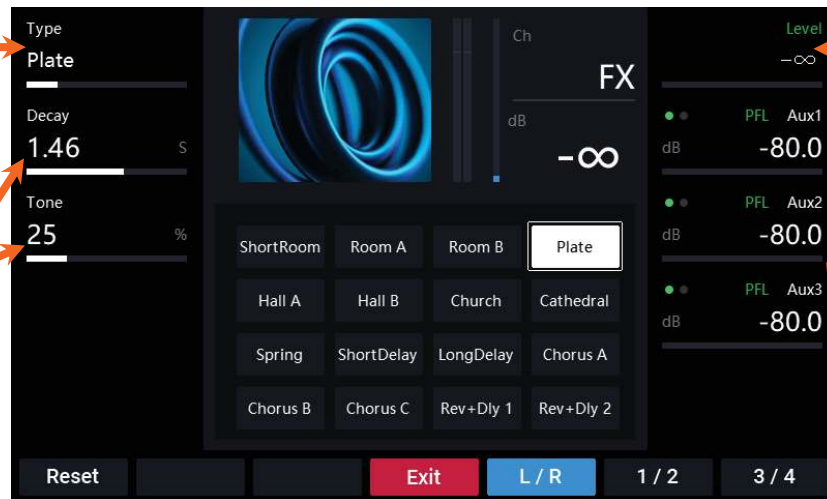 Type
Plate
Decay
1.46 S
Tone
25 %
Ch
FX
dB
-∞
Level
-∞
PFL Aux1
dB -80.0
PFL Aux2
dB -80.0
PFL Aux3
dB -80.0
ShortRoom Room A Room B Plate
Hall A Hall B Church Cathedral
Spring ShortDelay LongDelay Chorus A
Chorus B Chorus C Rev+Dly 1 Rev+Dly 2
Reset Exit L / R 1 / 2 3 / 4